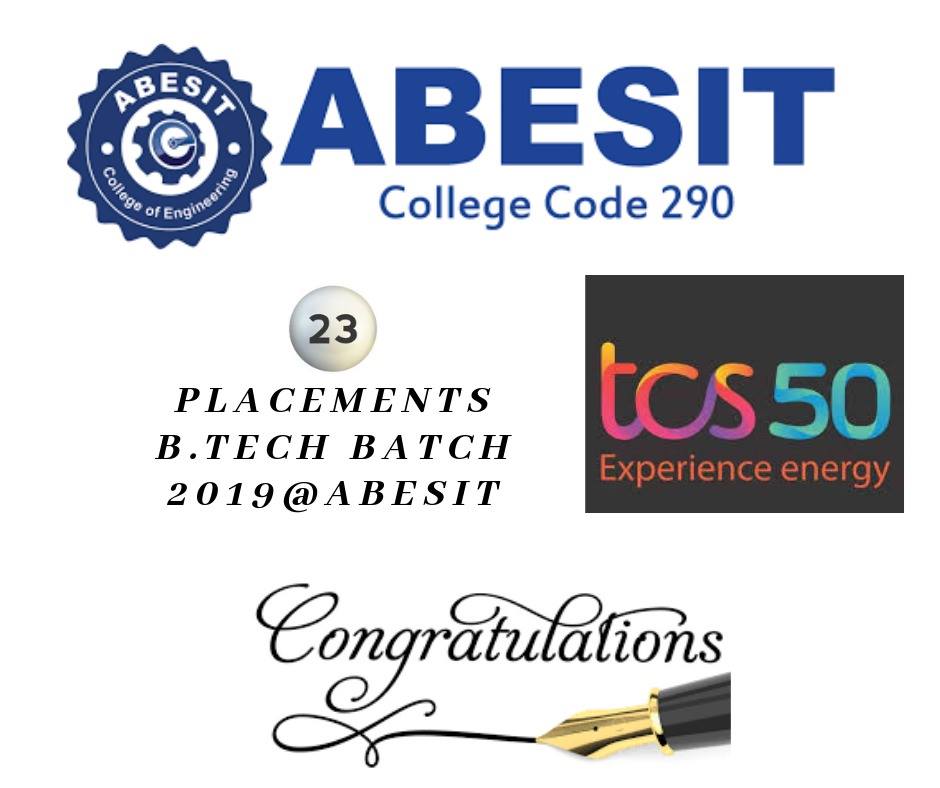 ABESIT
College of Engineering
ABESIT
College Code 290
23
PLACEMENTS
B.TECH BATCH
2019@ABESIT
tcs 50
Experience energy
Congratulations